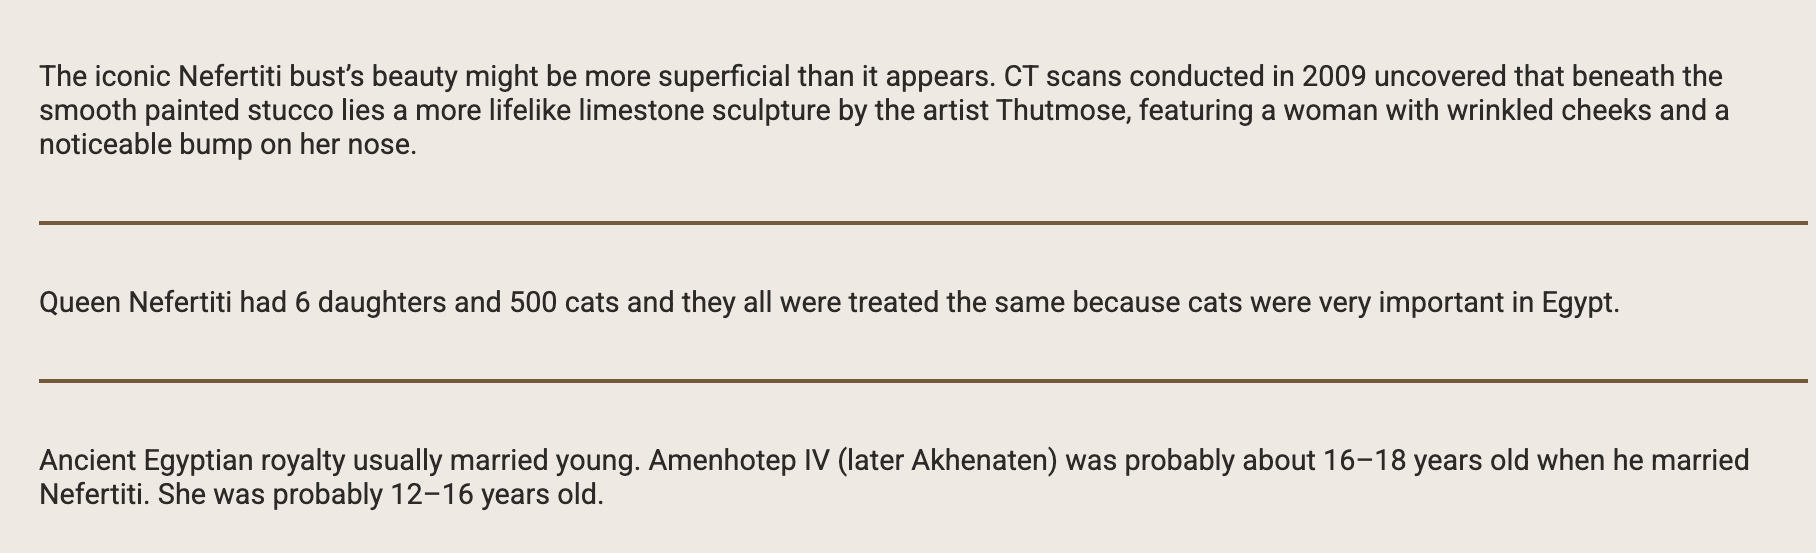 The iconic Nefertiti bust’s beauty might be more superficial than it appears. CT scans conducted in 2009 uncovered that beneath the
smooth painted stucco lies a more lifelike limestone sculpture by the artist Thutmose, featuring a woman with wrinkled cheeks and a
noticeable bump on her nose.
Queen Nefertiti had 6 daughters and 500 cats and they all were treated the same because cats were very important in Egypt.
Ancient Egyptian royalty usually married young. Amenhotep IV (later Akhenaten) was probably about 16–18 years old when he married
Nefertiti. She was probably 12–16 years old.